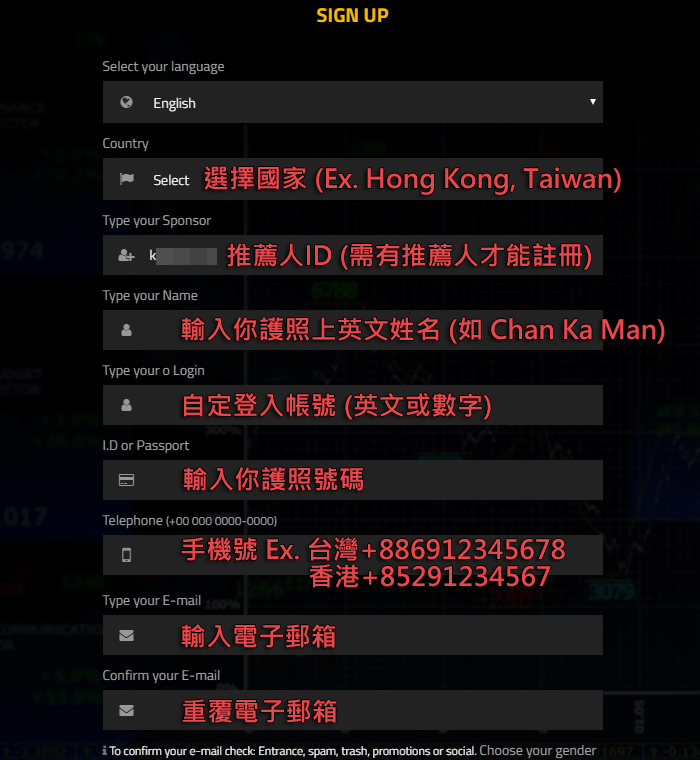 SIGN UP
Select your language
English
Country
Select 選擇國家 (Ex. Hong Kong, Taiwan)
Type your Sponsor
k 推薦人ID (需有推薦人才能註冊)
Type your Name
輸入你護照上英文姓名 (如 Chan Ka Man)
Type your o Login
自定登入帳號 (英文或數字)
300%
I.D or Passport
輸入你護照號碼
Telephone (+00 000 0000-0000)
手機號 Ex. 台灣+886912345678
香港+85291234567
3079
Type your E-mail
100%
輸入電子郵箱
Confirm your E-mail
0%
重覆電子郵箱
01.05
To confirm your e-mail check: Entrance, spam, trash, promotions or social. Choose your gender